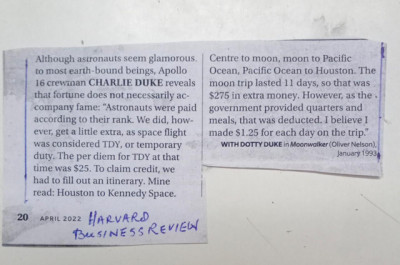 Although astronauts seem glamorous
to most earth-bound beings, Apollo
16 crewman CHARLIE DUKE reveals
that fortune does not necessarily ac-
company fame: "Astronauts were paid
according to their rank. We did, how-
ever, get a little extra, as space flight
was considered TDY, or temporary
duty. The per diem for TDY at that
time was $25. To claim credit, we
had to fill out an itinerary. Mine
read: Houston to Kennedy Space.
20 APRIL 2022 HARVARD
BUSINESS REVIEW
Centre to moon, moon to Pacific
Ocean, Pacific Ocean to Houston. The
moon trip lasted 11 days, so that was
$275 in extra money. However, as the
government provided quarters and
meals, that was deducted. I believe I
made $1.25 for each day on the trip."
WITH DOTTY DUKE in Moonwalker (Oliver Nelson),
January 1993